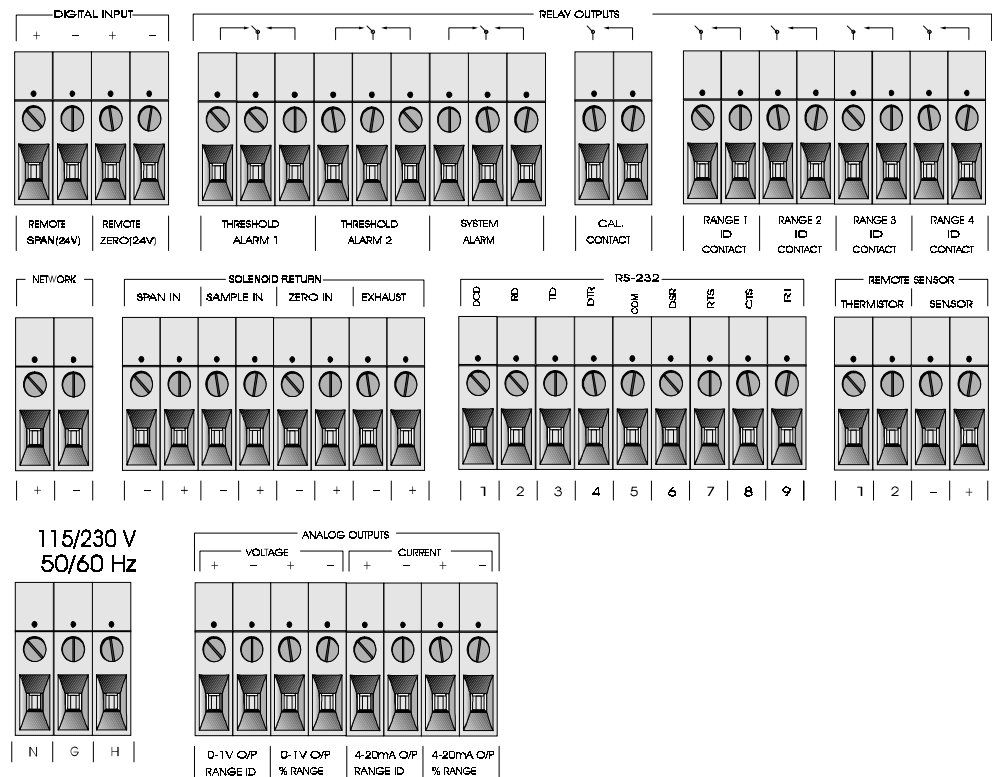 DIGITAL INPUT
+ − + −
REMOTE SPAN(24V)
REMOTE ZERO(24V)
RELAY OUTPUTS
THRESHOLD ALARM 1
THRESHOLD ALARM 2
SYSTEM ALARM
CAL. CONTACT
RANGE 1 ID CONTACT
RANGE 2 ID CONTACT
RANGE 3 ID CONTACT
RANGE 4 ID CONTACT
NETWORK
+ −
SOLENOID RETURN
SPAN IN SAMPLE IN ZERO IN EXHAUST
− + − + − + − +
RS-232
DCD RD TD DTR COM DSR RTS CTS R1
1 2 3 4 5 6 7 8 9
REMOTE SENSOR
THERMISTOR SENSOR
1 2 − +
115/230 V
50/60 Hz
N G H
ANALOG OUTPUTS
VOLTAGE CURRENT
+ − + − + − + −
0-1V O/P RANGE ID
0-1V O/P % RANGE
4-20mA O/P RANGE ID
4-20mA O/P % RANGE